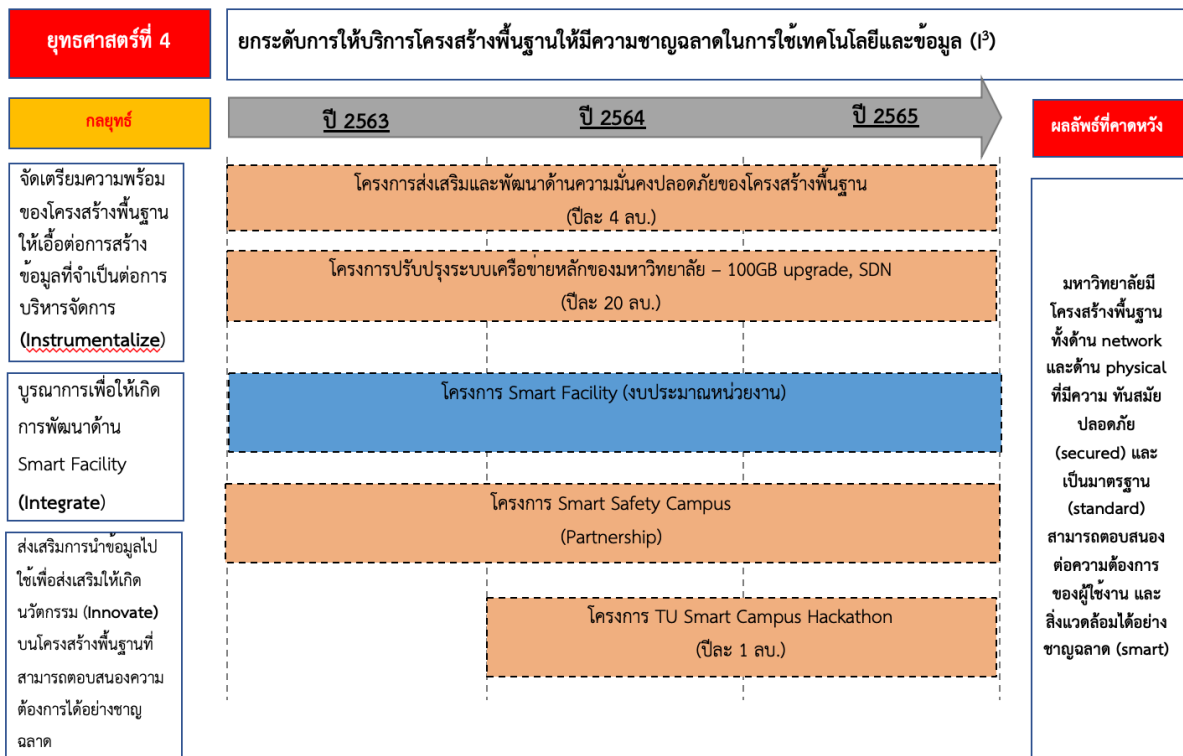 ยุทธศาสตร์ที่ 4
ยกระดับการให้บริการโครงสร้างพื้นฐานให้มีความชาญฉลาดในการใช้เทคโนโลยีและข้อมูล (I³)
กลยุทธ์
ปี 2563
ปี 2564
ปี 2565
ผลลัพธ์ที่คาดหวัง
จัดเตรียมความพร้อม
ของโครงสร้างพื้นฐาน
ให้เอื้อต่อการสร้าง
ข้อมูลที่จำเป็นต่อการ
บริหารจัดการ
(Instrumentalize)
โครงการส่งเสริมและพัฒนาด้านความมั่นคงปลอดภัยของโครงสร้างพื้นฐาน
(ปีละ 4 ลบ.)
โครงการปรับปรุงระบบเครือข่ายหลักของมหาวิทยาลัย – 100GB upgrade, SDN
(ปีละ 20 ลบ.)
บูรณาการเพื่อให้เกิด
การพัฒนาด้าน
Smart Facility
(Integrate)
โครงการ Smart Facility (งบประมาณหน่วยงาน)
โครงการ Smart Safety Campus
(Partnership)
ส่งเสริมการนำข้อมูลไป
ใช้เพื่อส่งเสริมให้เกิด
นวัตกรรม (Innovate)
บนโครงสร้างพื้นฐานที่
สามารถตอบสนองความ
ต้องการได้อย่างชาญ
ฉลาด
โครงการ TU Smart Campus Hackathon
(ปีละ 1 ลบ.)
มหาวิทยาลัยมี
โครงสร้างพื้นฐาน
ทั้งด้าน network
และด้าน physical
ที่มีความ ทันสมัย
ปลอดภัย
(secured) และ
เป็นมาตรฐาน
(standard)
สามารถตอบสนอง
ต่อความต้องการ
ของผู้ใช้งาน และ
สิ่งแวดล้อมได้อย่าง
ชาญฉลาด (smart)